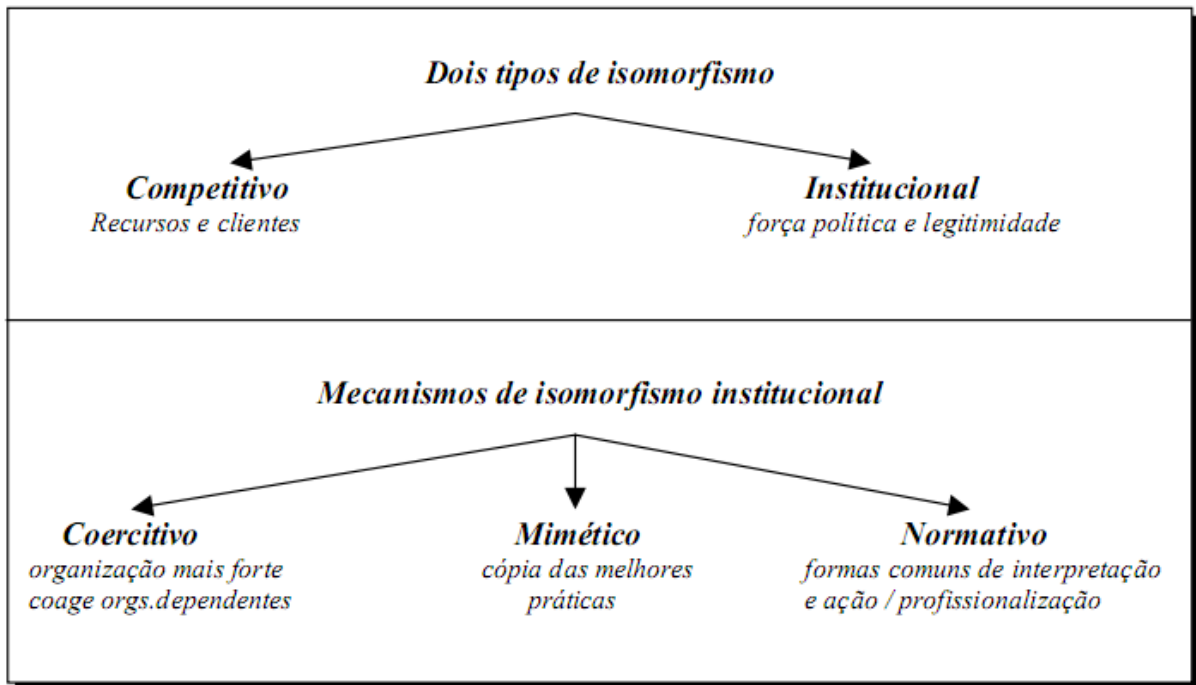 Dois tipos de isomorfismo
Competitivo
Recursos e clientes
Institucional
força política e legitimidade
Mecanismos de isomorfismo institucional
Coercitivo
organização mais forte
coage orgs.dependentes
Mimético
cópia das melhores
práticas
Normativo
formas comuns de interpretação
e ação / profissionalização